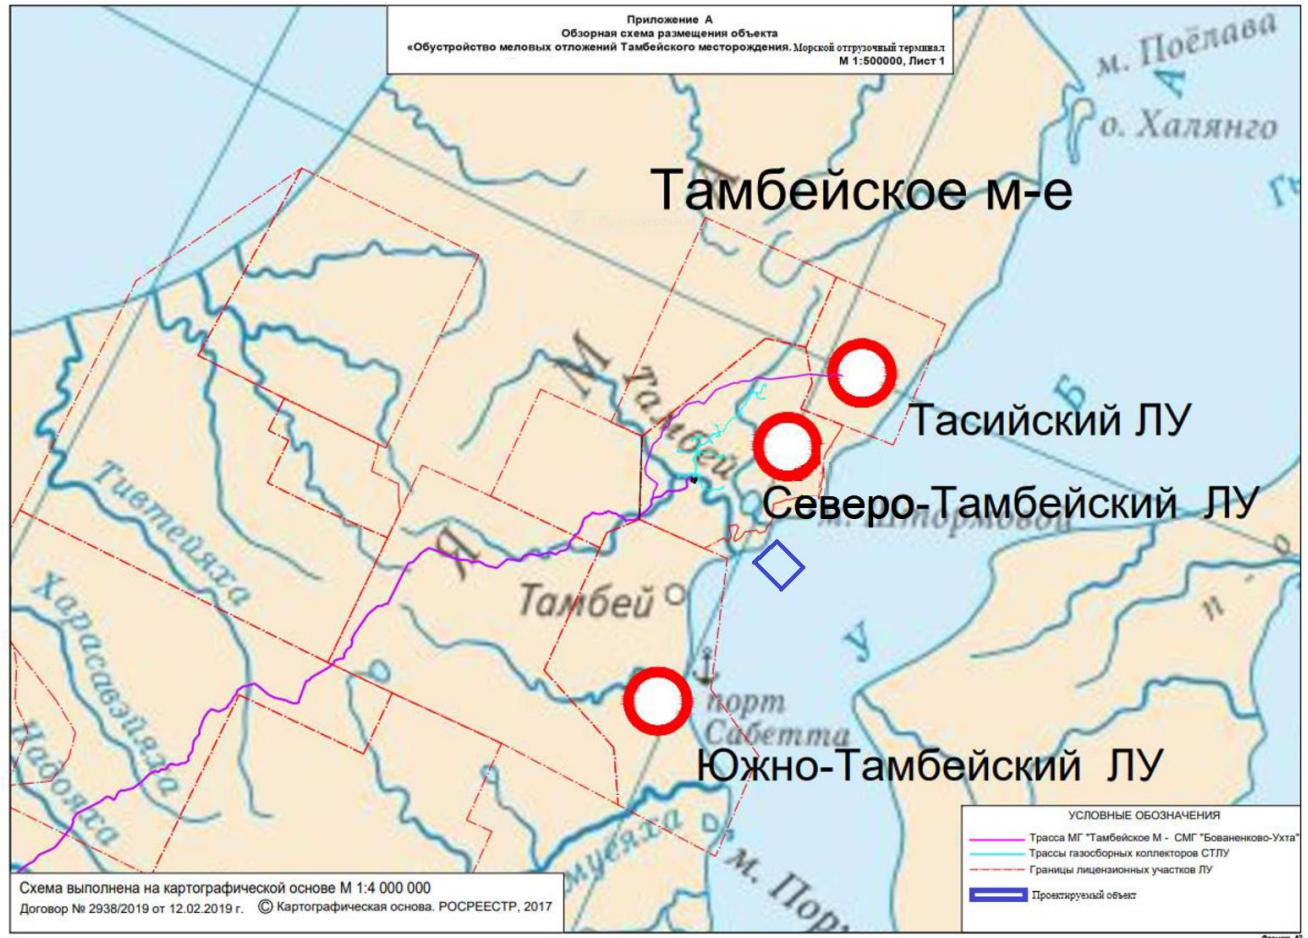 Приложение А
Обзорная схема размещения объекта
«Обустройство меловых отложений Тамбейского месторождения. Морской отгрузочный терминал
М 1:500000, Лист 1
м. Поёлава
о. Халянго
А
Тамбейское м-е
Л
М
Б
Тамбей
Тасийский ЛУ
Северо-Тамбейский ЛУ
м. Штормовой
Тивтейяха
Я
Тамбей
Харасавэйяха
У
п
о
порт
Сабетта
Надояха
Южно-Тамбейский ЛУ
м. Пор
УСЛОВНЫЕ ОБОЗНАЧЕНИЯ
Трасса МГ "Тамбейское М - СМГ "Бованенково-Ухта"
Трассы газосборных коллекторов СТЛУ
Границы лицензионных участков ЛУ
Проектируемый объект
Схема выполнена на картографической основе М 1:4 000 000
Договор № 2938/2019 от 12.02.2019 г. © Картографическая основа. РОСРЕЕСТР, 2017